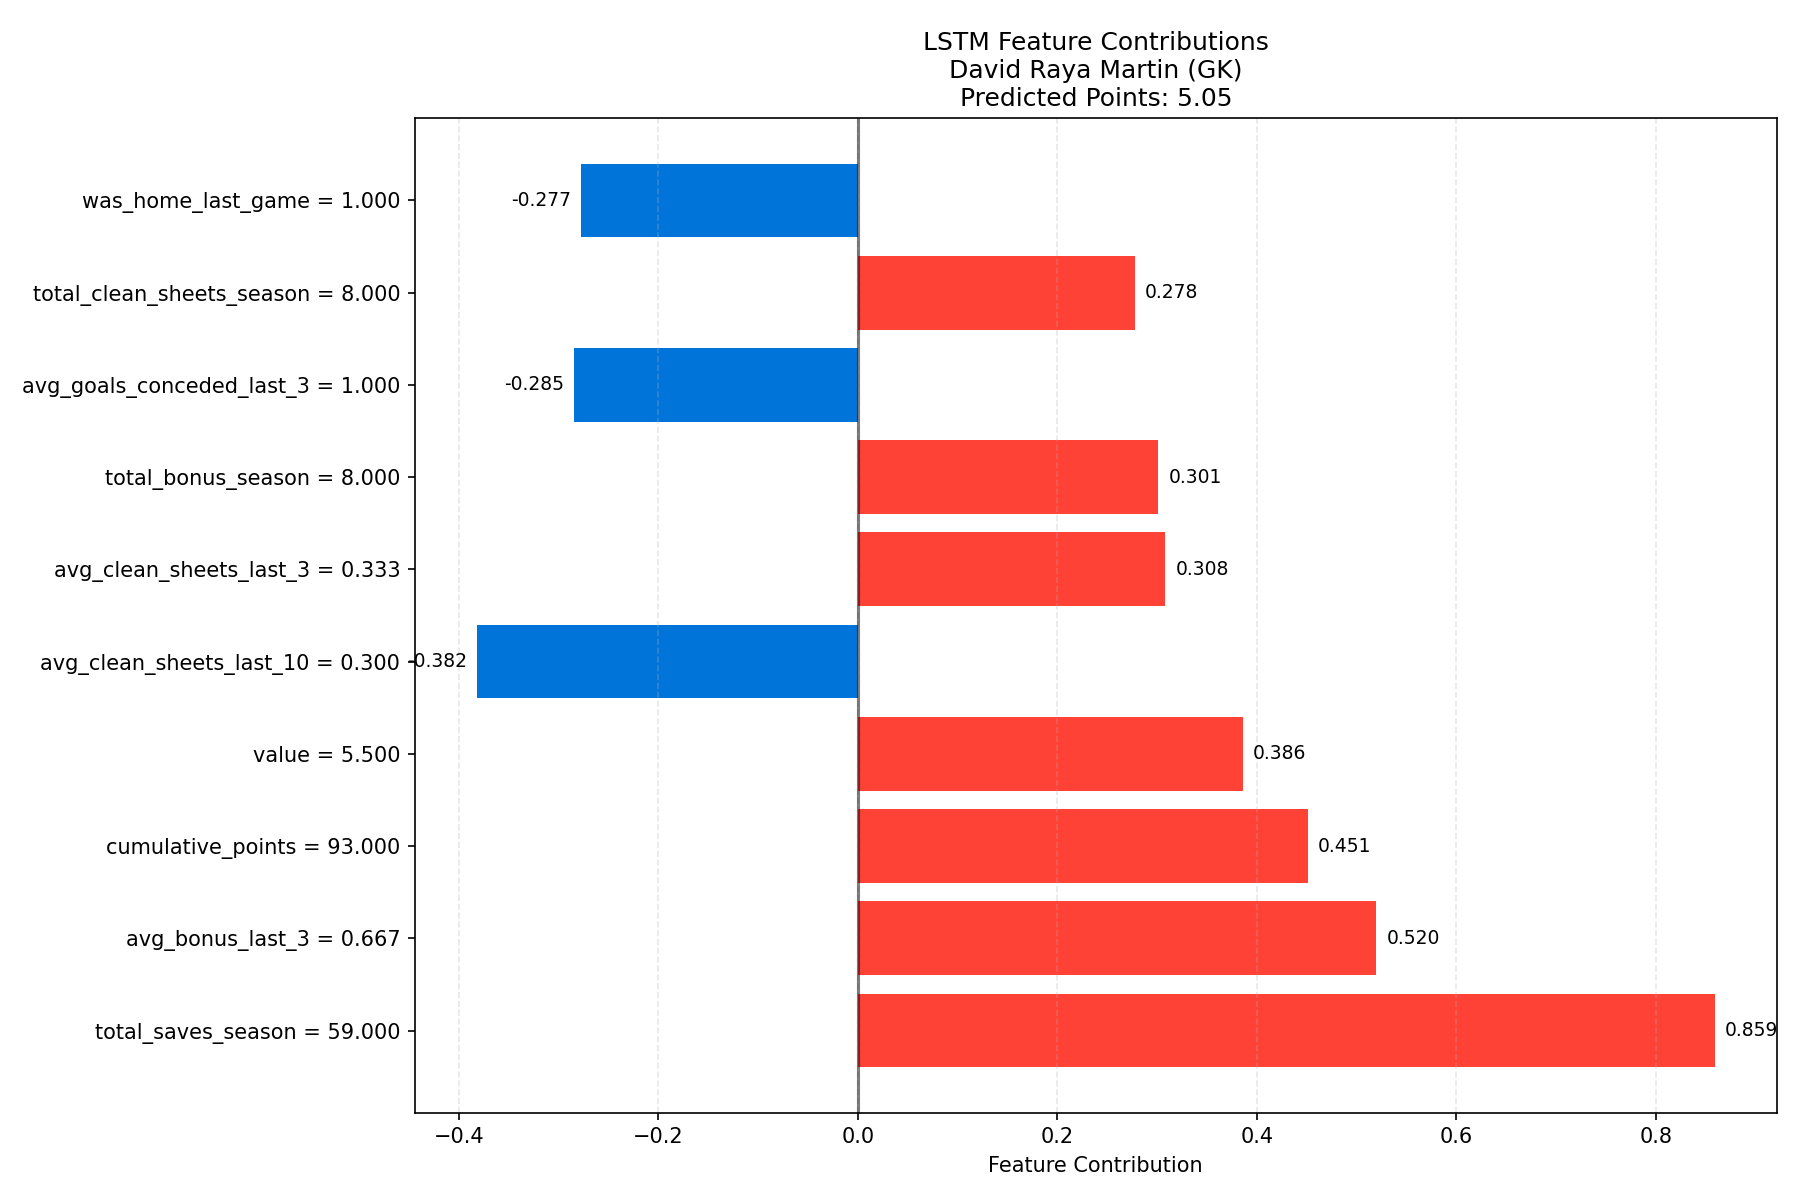 LSTM Feature Contributions
David Raya Martin (GK)
Predicted Points: 5.05
was_home_last_game = 1.000
-0.277
total_clean_sheets_season = 8.000
0.278
avg_goals_conceded_last_3 = 1.000
-0.285
total_bonus_season = 8.000
0.301
avg_clean_sheets_last_3 = 0.333
0.308
avg_clean_sheets_last_10 = 0.300
-0.382
value = 5.500
0.386
cumulative_points = 93.000
0.451
avg_bonus_last_3 = 0.667
0.520
total_saves_season = 59.000
0.859
−0.4 −0.2 0.0 0.2 0.4 0.6 0.8
Feature Contribution